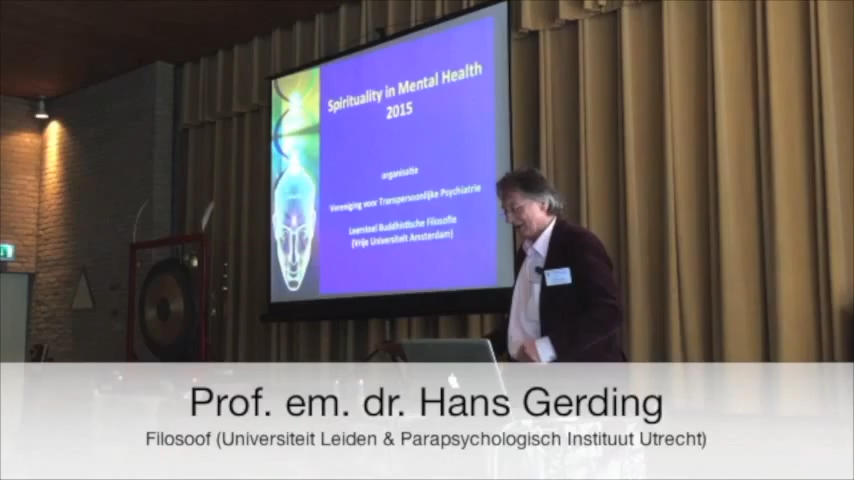 Spirituality in Mental Health
2015
organisatie
Vereniging voor Transpersoonlijke Psychiatrie
Leerstoel Buddhistische Filosofie
(Vrije Universiteit Amsterdam)
Prof. em. dr. Hans Gerding
Filosoof (Universiteit Leiden & Parapsychologisch Instituut Utrecht)